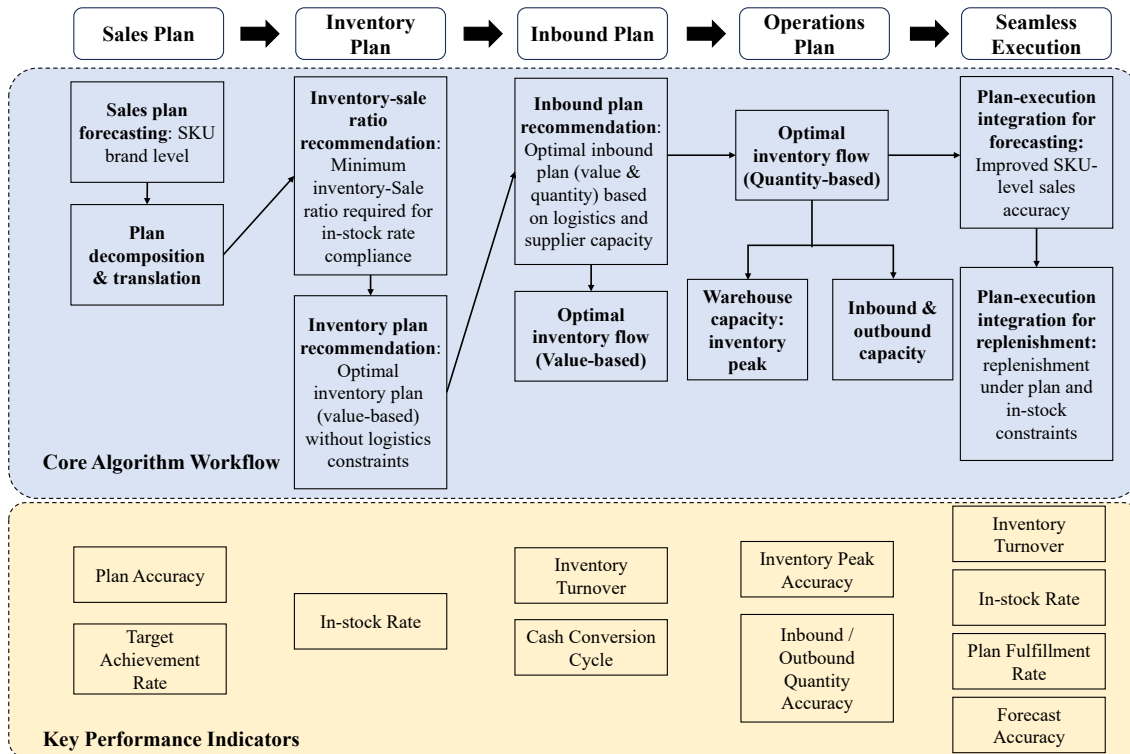 Sales Plan
Inventory
Plan
Inbound Plan
Operations
Plan
Seamless
Execution
Sales plan
forecasting: SKU
brand level
Plan
decomposition
& translation
Inventory-sale
ratio
recommendation:
Minimum
inventory-Sale
ratio required for
in-stock rate
compliance
Inventory plan
recommendation:
Optimal
inventory plan
(value-based)
without logistics
constraints
Inbound plan
recommendation:
Optimal inbound
plan (value &
quantity) based
on logistics and
supplier capacity
Optimal
inventory flow
(Value-based)
Optimal
inventory flow
(Quantity-based)
Warehouse
capacity:
inventory
peak
Inbound &
outbound
capacity
Plan-execution
integration for
forecasting:
Improved SKU-
level sales
accuracy
Plan-execution
integration for
replenishment:
replenishment
under plan and
in-stock
constraints
Core Algorithm Workflow
Plan Accuracy
Target
Achievement
Rate
In-stock Rate
Inventory
Turnover
Cash Conversion
Cycle
Inventory Peak
Accuracy
Inbound /
Outbound
Quantity
Accuracy
Inventory
Turnover
In-stock Rate
Plan Fulfillment
Rate
Forecast
Accuracy
Key Performance Indicators